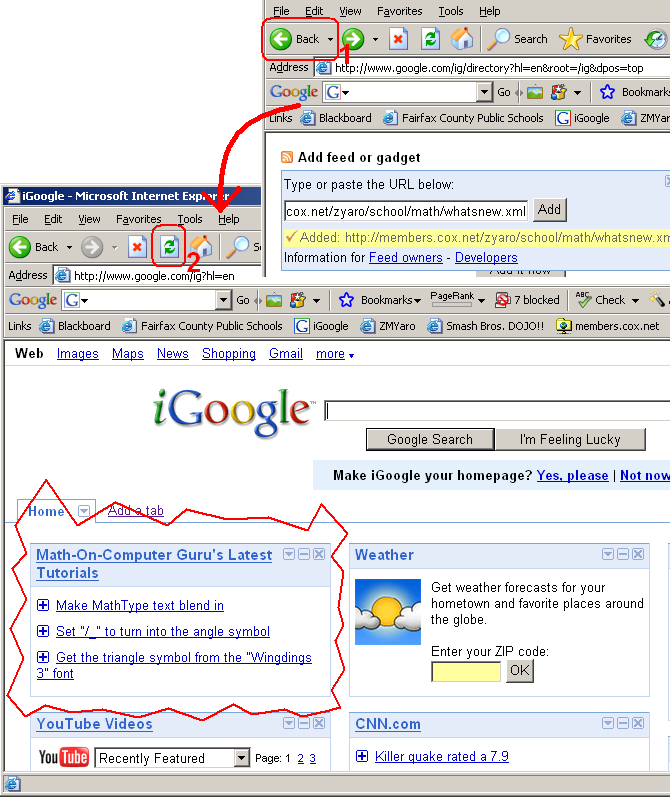 File Edit View Favorites Tools Help
Back 1 Search Favorites
Address http://www.google.com/ig/directory?hl=en&root=/ig&dpos=top
Google G Go Bookmarks
Links Blackboard Fairfax County Public Schools iGoogle ZMYaro
Add feed or gadget
Type or paste the URL below:
cox.net/zyaro/school/math/whatsnew.xml Add
Added: http://members.cox.net/zyaro/school/math/whatsnew.xm
Information for Feed owners - Developers
iGoogle - Microsoft Internet Explorer
File Edit View Favorites Tools Help
Back 2
Address http://www.google.com/ig?hl=en
Google G Go Bookmarks PageRank 7 blocked ABC Check
Links Blackboard Fairfax County Public Schools iGoogle ZMYaro Smash Bros. DOJO!! members.cox.net
Web Images Maps News Shopping Gmail more
iGoogle™
Google Search I'm Feeling Lucky
Make iGoogle your homepage? Yes, please | Not now
Home Add a tab
Math-On-Computer Guru's Latest
Tutorials
Make MathType text blend in
Set "/_" to turn into the angle symbol
Get the triangle symbol from the "Wingdings
3" font
Weather
Get weather forecasts for your
hometown and favorite places around
the globe.
Enter your ZIP code:
OK
YouTube Videos
YouTube Recently Featured Page: 1 2 3
CNN.com
Killer quake rated a 7.9